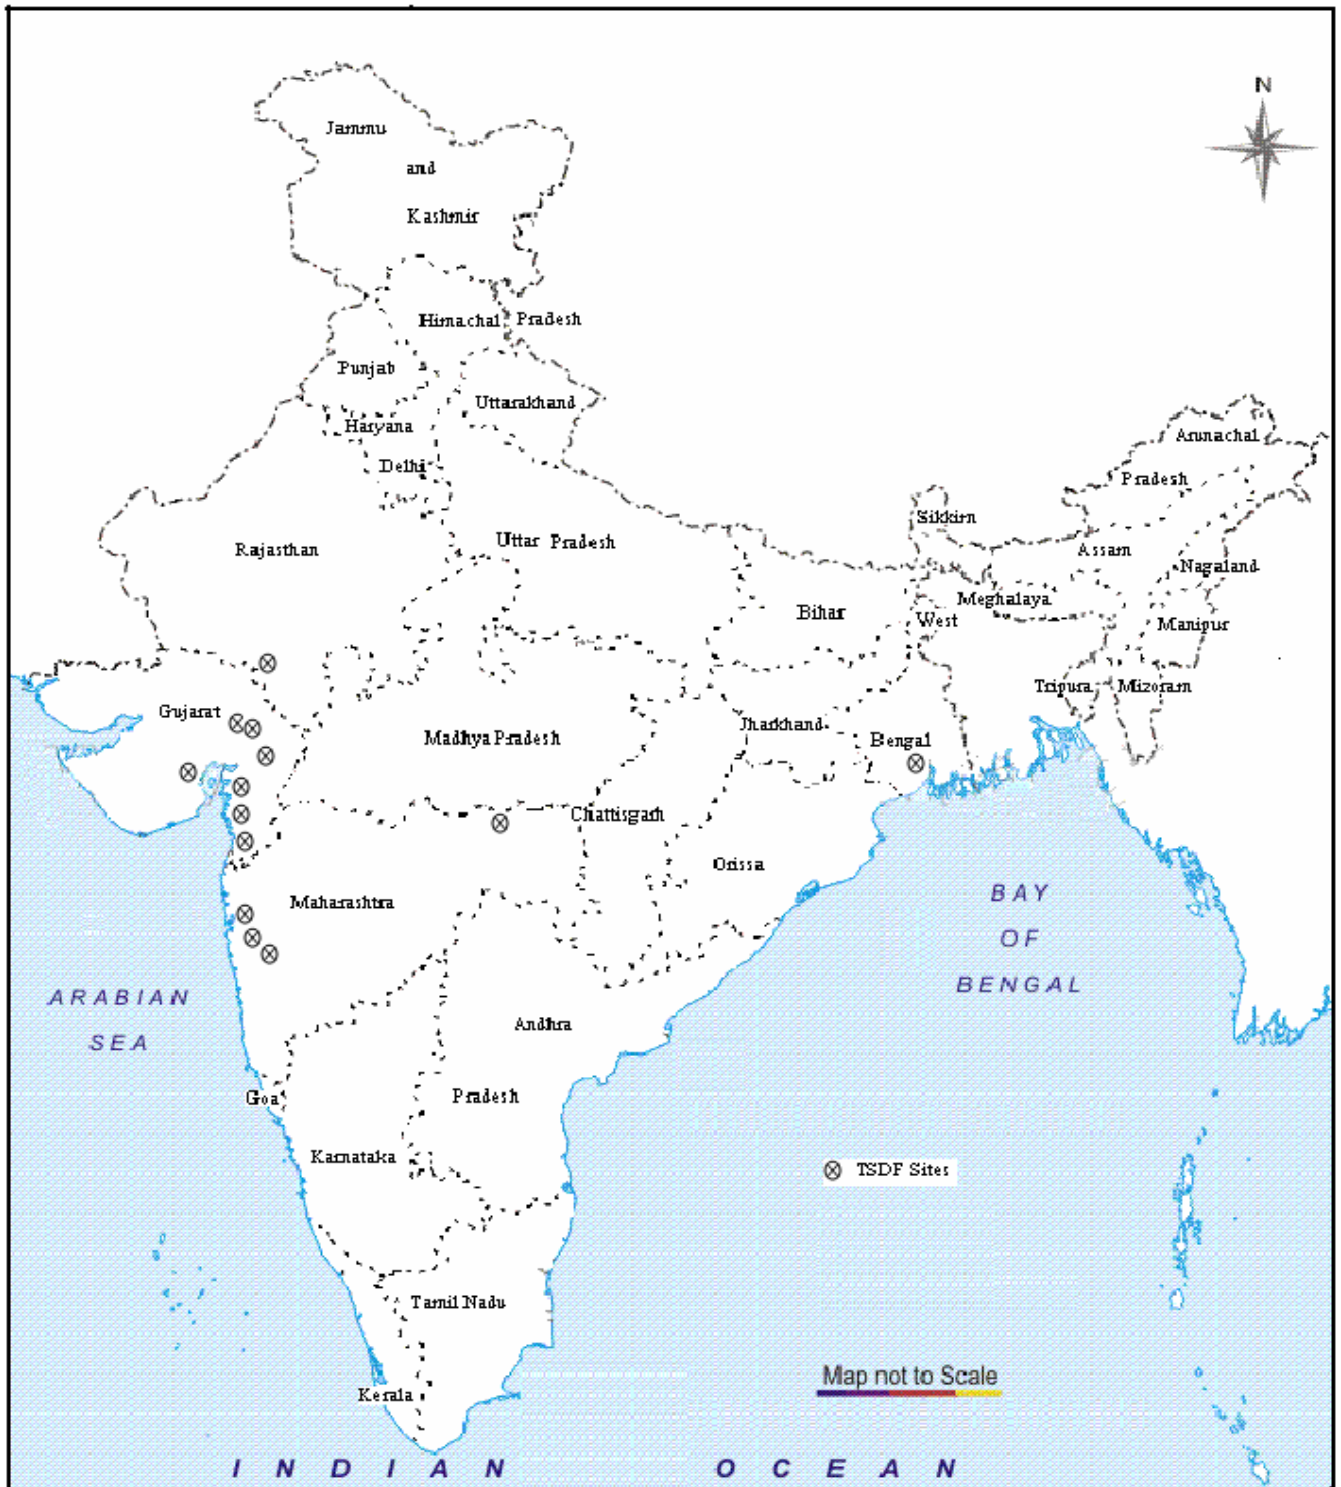 N
Jammu
and
Kashmir
Himachal Pradesh
Punjab
Uttarakhand
Haryana
Delhi
Arunachal
Pradesh
Sikkim
Rajasthan
Uttar Pradesh
Assam
Nagaland
Meghalaya
Bihar
West
Manipur
Gujarat
Tripura
Mizoram
Madhya Pradesh
Jharkhand
Bengal
Chattisgarh
Orissa
Maharashtra
BAY
OF
BENGAL
ARABIAN
SEA
Andhra
Goa
Pradesh
Karnataka
TSDF Sites
Tamil Nadu
Map not to Scale
Kerala
INDIAN OCEAN